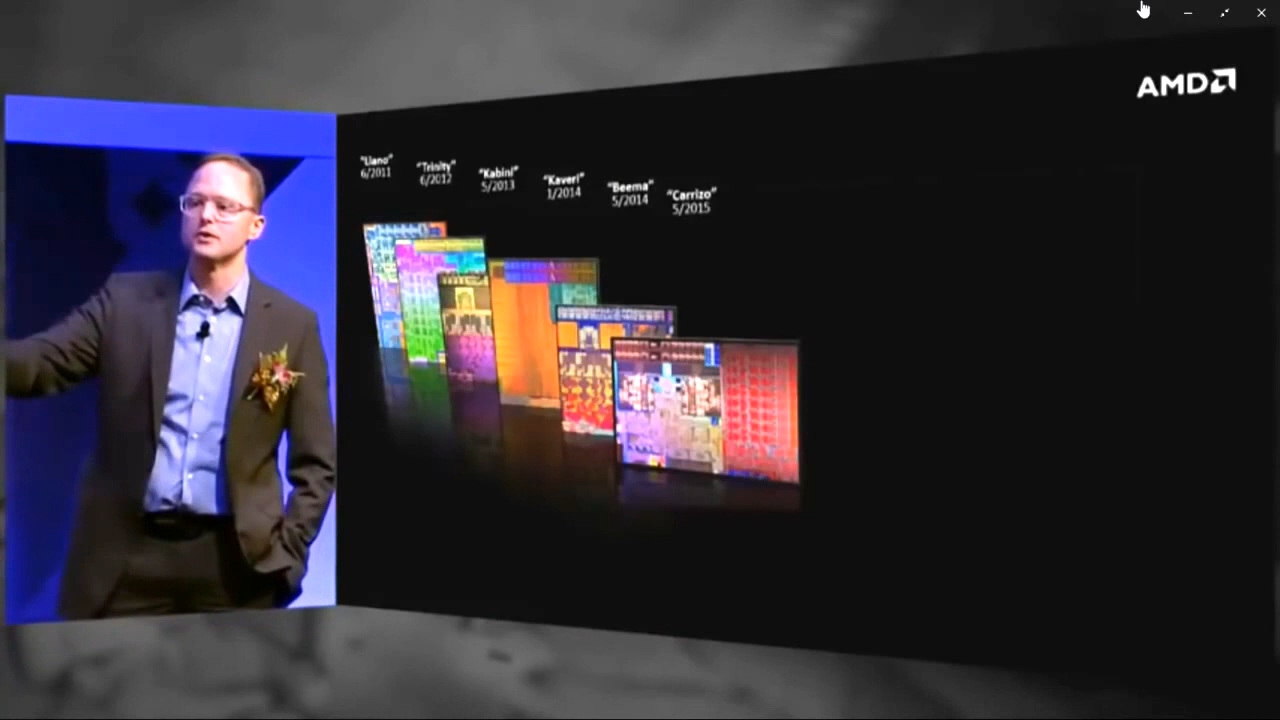 AMD
"Llano"
6/2011
"Trinity"
6/2012
"Kabini"
5/2013
"Kaveri"
1/2014
"Beema"
5/2014
"Carrizo"
5/2015